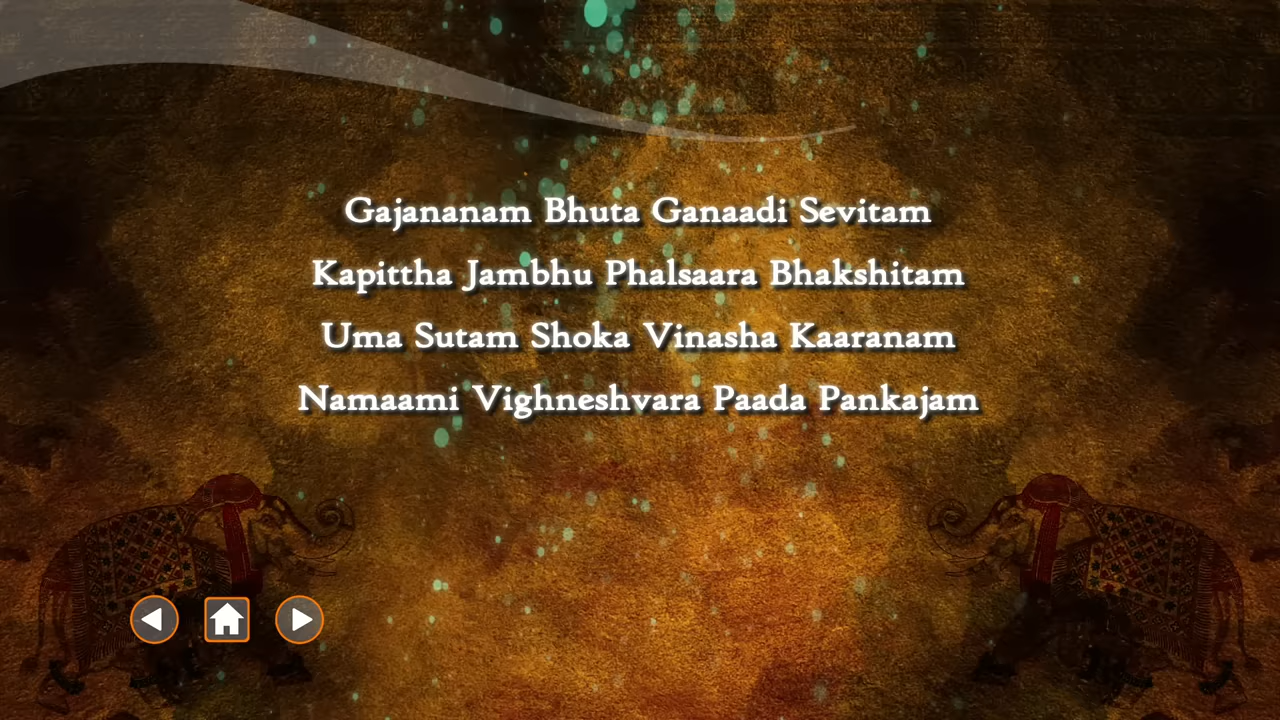 Gajananam Bhuta Ganaadi Sevitam
Kapittha Jambhu Phalsaara Bhakshitam
Uma Sutam Shoka Vinasha Kaaranam
Namaami Vighneshvara Paada Pankajam